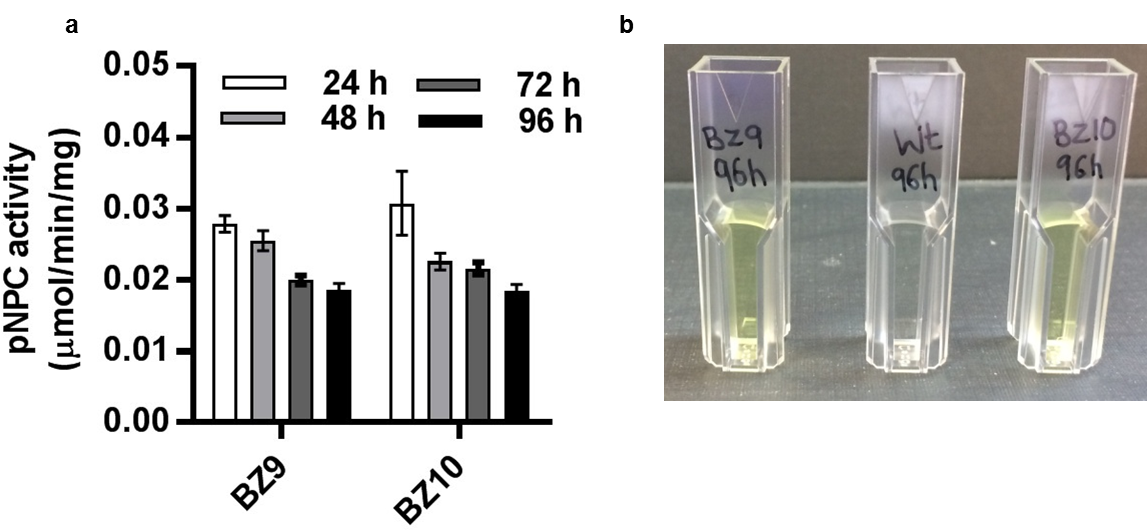 a
b
0.05
0.04
0.03
0.02
0.01
0.00
pNPC activity
(μmol/min/mg)
24 h
72 h
48 h
96 h
BZ9
BZ10
BZ9
96h
Wt
96h
BZ10
96h